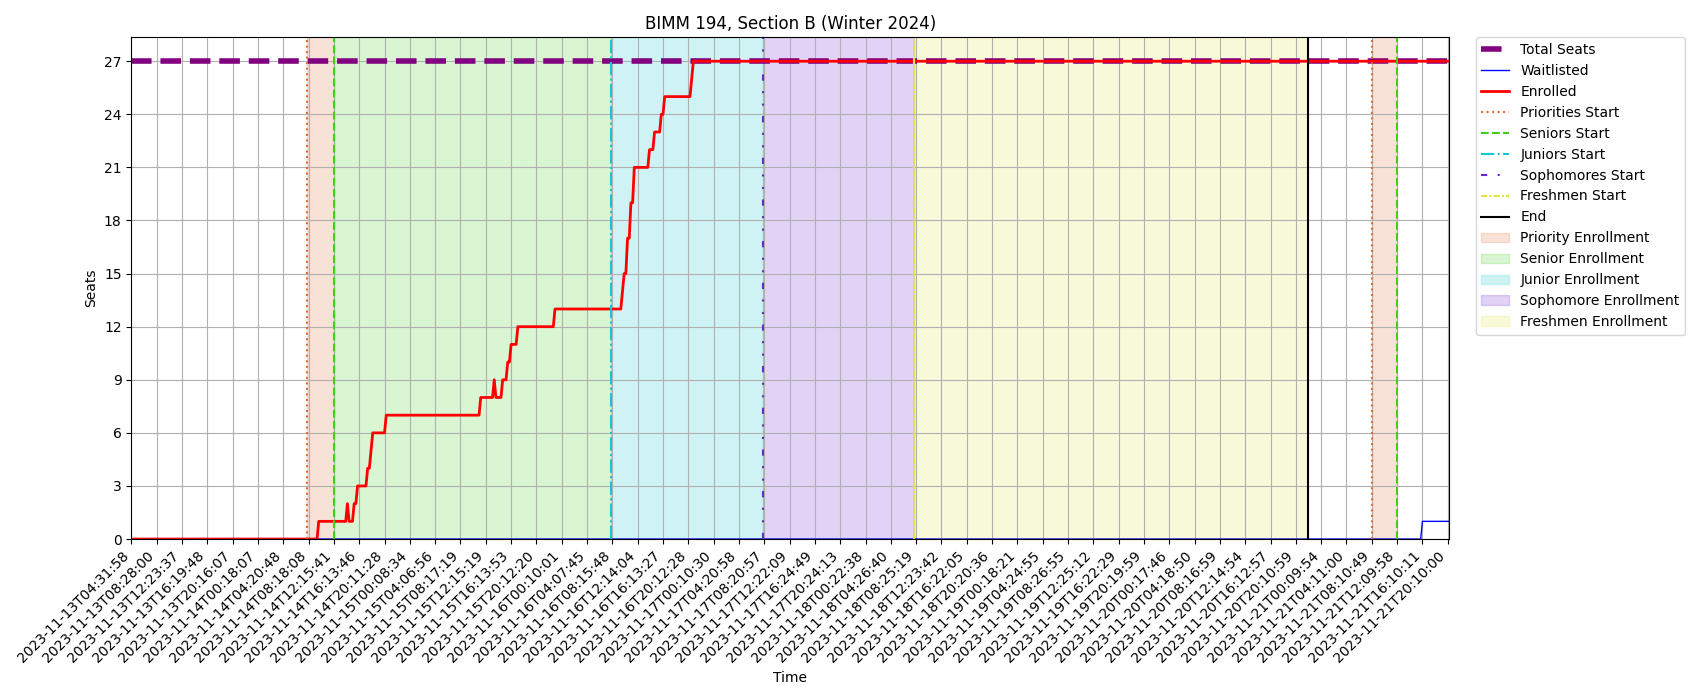 BIMM 194, Section B (Winter 2024)
27
24
21
18
15
12
9
6
3
0
Seats
2023-11-13T04:31:58
2023-11-13T08:28:00
2023-11-13T12:23:37
2023-11-13T16:19:48
2023-11-13T20:16:07
2023-11-14T00:18:07
2023-11-14T04:20:48
2023-11-14T08:18:08
2023-11-14T12:15:41
2023-11-14T16:13:46
2023-11-14T20:11:28
2023-11-15T00:08:34
2023-11-15T04:06:56
2023-11-15T08:17:19
2023-11-15T12:15:19
2023-11-15T16:13:53
2023-11-15T20:12:20
2023-11-16T00:10:01
2023-11-16T04:07:45
2023-11-16T08:15:48
2023-11-16T12:14:04
2023-11-16T16:13:27
2023-11-16T20:12:28
2023-11-17T00:10:30
2023-11-17T04:20:58
2023-11-17T08:20:57
2023-11-17T12:22:09
2023-11-17T16:24:49
2023-11-17T20:24:13
2023-11-18T00:22:38
2023-11-18T04:26:40
2023-11-18T08:25:19
2023-11-18T12:23:42
2023-11-18T16:22:05
2023-11-18T20:20:36
2023-11-19T00:18:21
2023-11-19T04:24:55
2023-11-19T08:26:55
2023-11-19T12:25:12
2023-11-19T16:22:29
2023-11-19T20:19:59
2023-11-20T00:17:46
2023-11-20T04:18:50
2023-11-20T08:16:59
2023-11-20T12:14:54
2023-11-20T16:12:57
2023-11-20T20:10:59
2023-11-21T00:09:54
2023-11-21T04:11:00
2023-11-21T08:10:49
2023-11-21T12:09:58
2023-11-21T16:10:11
2023-11-21T20:10:00
Time
Total Seats
Waitlisted
Enrolled
Priorities Start
Seniors Start
Juniors Start
Sophomores Start
Freshmen Start
End
Priority Enrollment
Senior Enrollment
Junior Enrollment
Sophomore Enrollment
Freshmen Enrollment